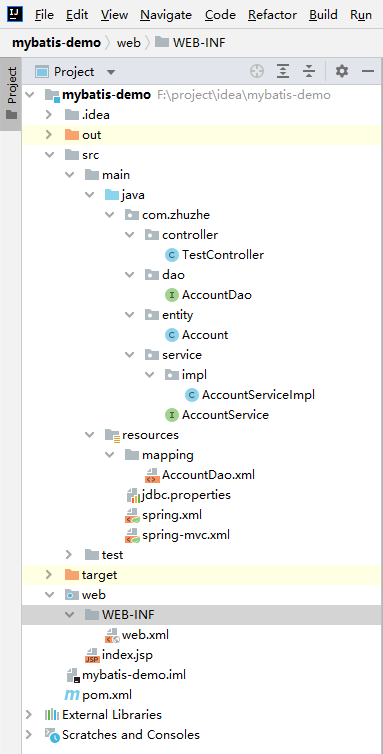 IJ File Edit View Navigate Code Refactor Build Run
mybatis-demo web WEB-INF
Project
Project
mybatis-demo F:\project\idea\mybatis-demo
.idea
out
src
main
java
com.zhuzhe
controller
C TestController
dao
I AccountDao
entity
C Account
service
impl
C AccountServiceImpl
I AccountService
resources
mapping
AccountDao.xml
jdbc.properties
spring.xml
spring-mvc.xml
test
target
web
WEB-INF
web.xml
JSP index.jsp
mybatis-demo.iml
m pom.xml
External Libraries
Scratches and Consoles